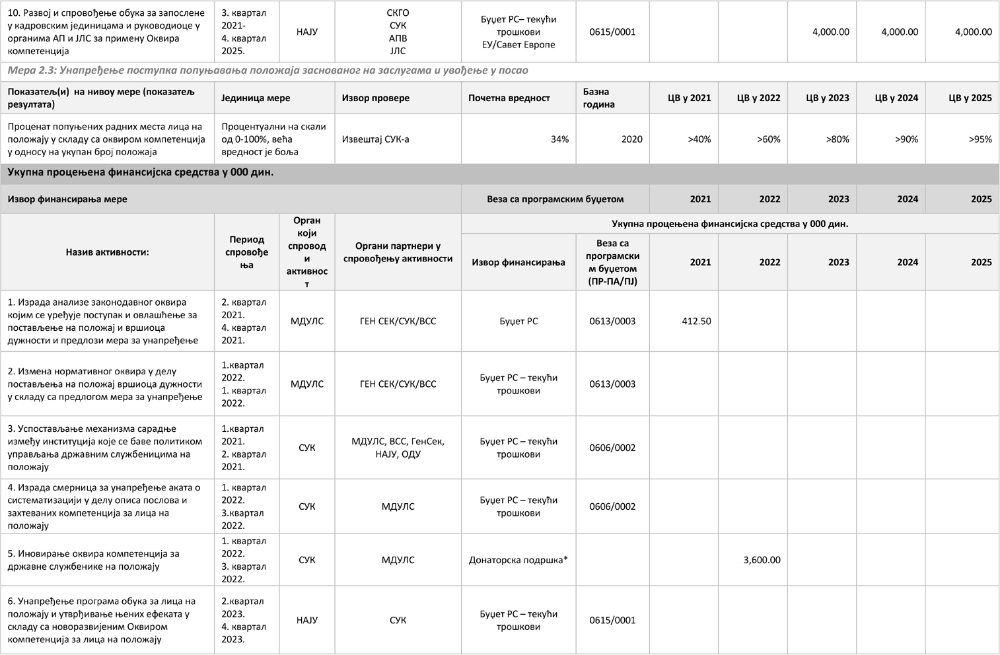 10. Развој и спровођење обука за запослене
у кадровским јединицама и руководиоце у
органима АП и ЈЛС за примену Оквира
компетенција
3. квартал
2021-
4. квартал
2025.
НАЈУ
СКГО
СУК
АПВ
ЈЛС
Буџет РС– текући
трошкови
ЕУ/Савет Европе
0615/0001
4,000.00
4,000.00
4,000.00
Мера 2.3: Унапређење поступка попуњавања положаја заснованог на заслугама и увођење у посао
Показатељ(и) на нивоу мере (показатељ
резултата)
Јединица мере
Извор провере
Почетна вредност
Базна
година
ЦВ у 2021
ЦВ у 2022
ЦВ у 2023
ЦВ у 2024
ЦВ у 2025
Проценат попуњених радних места лица на
положају у складу са оквиром компетенција
у односу на укупан број положаја
Процентуални на скали
од 0-100%, већа
вредност је боља
Извештај СУК-а
34%
2020
>40%
>60%
>80%
>90%
>95%
Укупна процењена финансијска средства у 000 дин.
Извор финансирања мере
Веза са програмским буџетом
2021
2022
2023
2024
2025
Назив активности:
Период
спровође
ња
Орган
који
спровод
и
активнос
т
Органи партнери у
спровођењу активности
Укупна процењена финансијска средства у 000 дин.
Извор финансирања
Веза са
програмски
м буџетом
(ПР-ПА/ПЈ)
2021
2022
2023
2024
2025
1. Израда анализе законодавног оквира
којим се уређује поступак и овлашћење за
постављење на положај и вршиоца
дужности и предлози мера за унапређење
2. квартал
2021.
4. квартал
2021.
МДУЛС
ГЕН СЕК/СУК/ВСС
Буџет РС
0613/0003
412.50
2. Измена нормативног оквира у делу
постављења на положај вршиоца дужности
у складу са предлогом мера за унапређење
1.квартал
2022.
1. квартал
2022.
МДУЛС
ГЕН СЕК/СУК/ВСС
Буџет РС – текући
трошкови
0613/0003
3. Успостављање механизма сарадње
између институција које се баве политиком
управљања државним службеницима на
положају
1.квартал
2021.
2. квартал
2021.
СУК
МДУЛС, ВСС, ГенСек,
НАЈУ, ОДУ
Буџет РС – текући
трошкови
0606/0002
4. Израда смерница за унапређење аката о
систематизацији у делу описа послова и
захтеваних компетенција за лица на
положају
1. квартал
2022.
3.квартал
2022.
СУК
МДУЛС
Буџет РС – текући
трошкови
0606/0002
5. Иновирање оквира компетенција за
државне службенике на положају
1. квартал
2022.
3. квартал
2022.
СУК
МДУЛС
Донаторска подршка*
3,600.00
6. Унапређење програма обука за лица на
положају и утврђивање њених ефеката у
складу са новоразвијеним Оквиром
компетенција за лица на положају
2.квартал
2023.
4. квартал
2023.
НАЈУ
СУК
Буџет РС – текући
трошкови
0615/0001